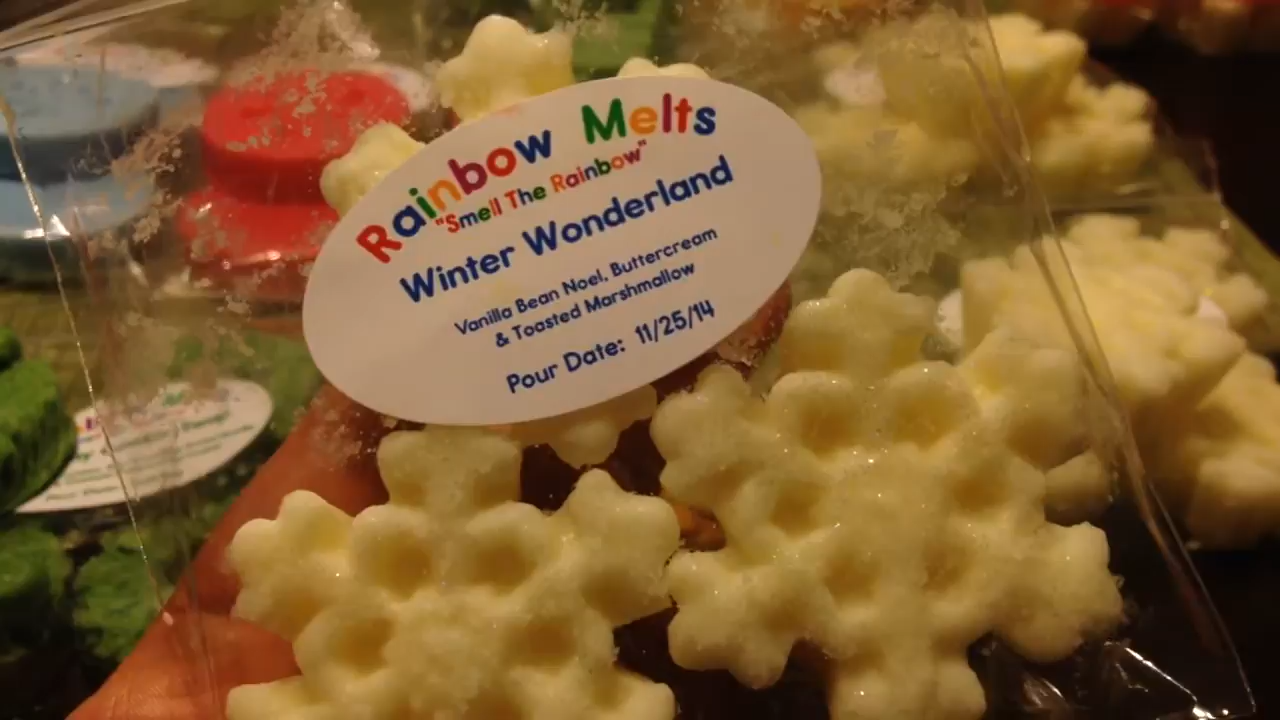 Rainbow Melts
"Smell The Rainbow"
Winter Wonderland
Vanilla Bean Noel, Buttercream
& Toasted Marshmallow
Pour Date: 11/25/14